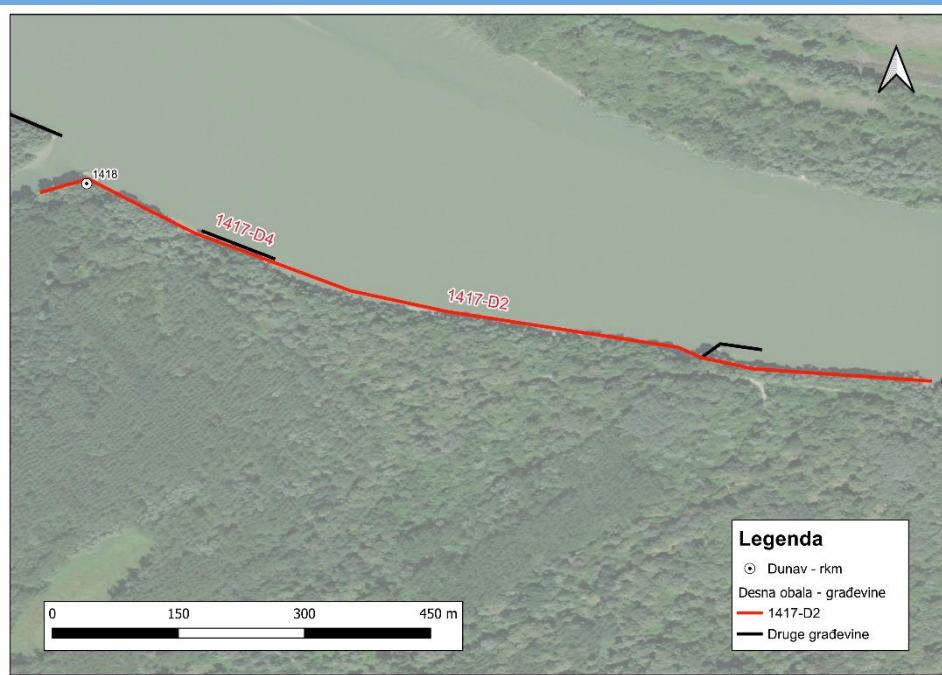 1418
1417-D4
1417-D2
Legenda
Dunav - rkm
Desna obala - građevine
1417-D2
Druge građevine
0 150 300 450 m